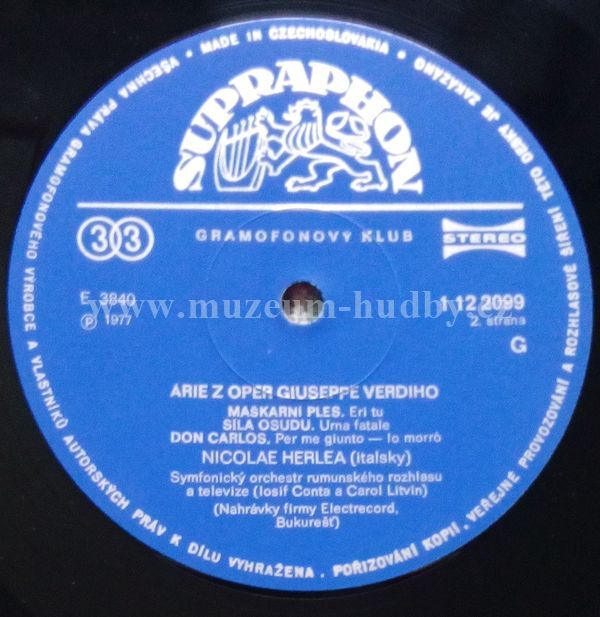 VŠECHNA PRÁVA GRAMOFONOVÉHO VÝROBCE A VLASTNÍKŮ AUTORSKÝCH PRÁV K DÍLU VYHRAŽENA . POŘIZOVÁNÍ KOPIÍ , VEŘEJNÉ PROVOZOVÁNÍ A ROZHLASOVÉ ŠÍŘENÍ TÉTO DESKY JE ZAKÁZÁNO • MADE IN CZECHOSLOVAKIA •
SUPRAPHON
33
GRAMOFONOVÝ KLUB
STEREO
E 3840
1 12 2099
www.muzeum-hudby.cz
℗ 1977
2. strana
G
ÁRIE Z OPER GIUSEPPE VERDIHO
MAŠKARNÍ PLES. Eri tu
SÍLA OSUDU. Urna fatale
DON CARLOS. Per me giunto — Io morrò
NICOLAE HERLEA (italsky)
Symfonický orchestr rumunského rozhlasu
a televize (Iosif Conta a Carol Litvin)
(Nahrávky firmy Electrecord,
Bukurešť)